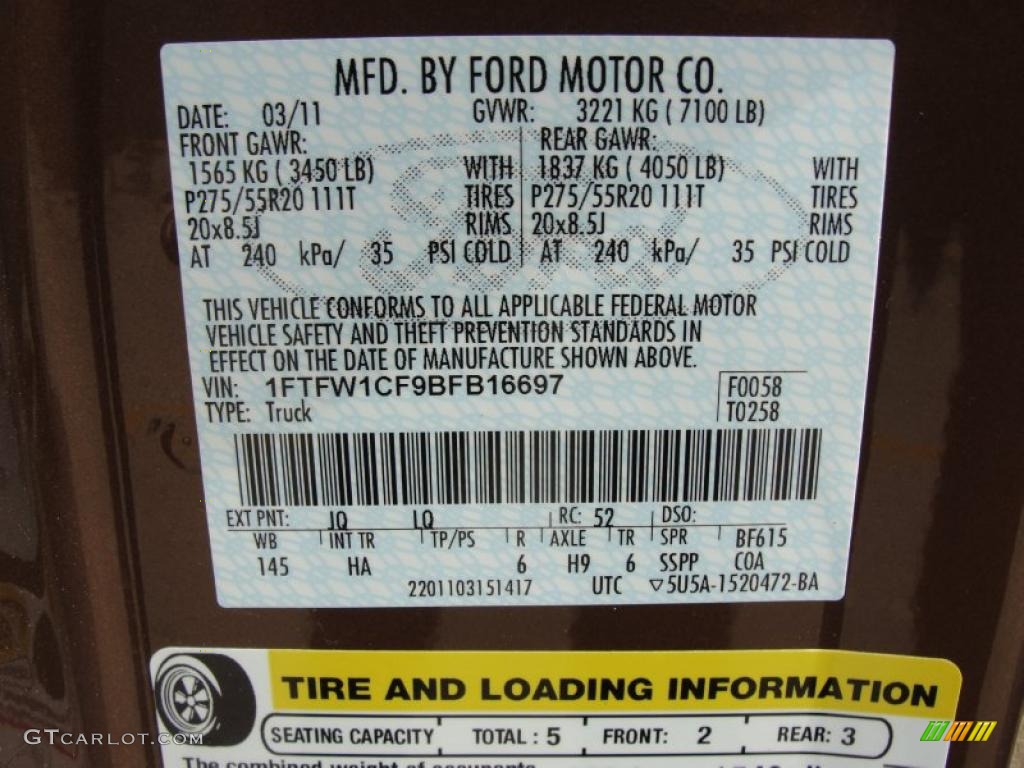 MFD. BY FORD MOTOR CO.
DATE: 03/11 GVWR: 3221 KG ( 7100 LB)
FRONT GAWR: REAR GAWR:
1565 KG ( 3450 LB) WITH 1837 KG ( 4050 LB) WITH
P275/55R20 111T TIRES P275/55R20 111T TIRES
20x8.5J RIMS 20x8.5J RIMS
AT 240 kPa/ 35 PSI COLD AT 240 kPa/ 35 PSI COLD
THIS VEHICLE CONFORMS TO ALL APPLICABLE FEDERAL MOTOR
VEHICLE SAFETY AND THEFT PREVENTION STANDARDS IN
EFFECT ON THE DATE OF MANUFACTURE SHOWN ABOVE.
VIN: 1FTFW1CF9BFB16697 F0058
TYPE: Truck T0258
EXT PNT: JQ LQ RC: 52 DSO:
WB INT TR TP/PS R AXLE TR SPR BF615
145 HA 6 H9 6 SSPP COA
2201103151417 UTC ▽5U5A-1520472-BA
TIRE AND LOADING INFORMATION
SEATING CAPACITY TOTAL : 5 FRONT: 2 REAR: 3
The combined weight of occupants
GTCARLOT.COM